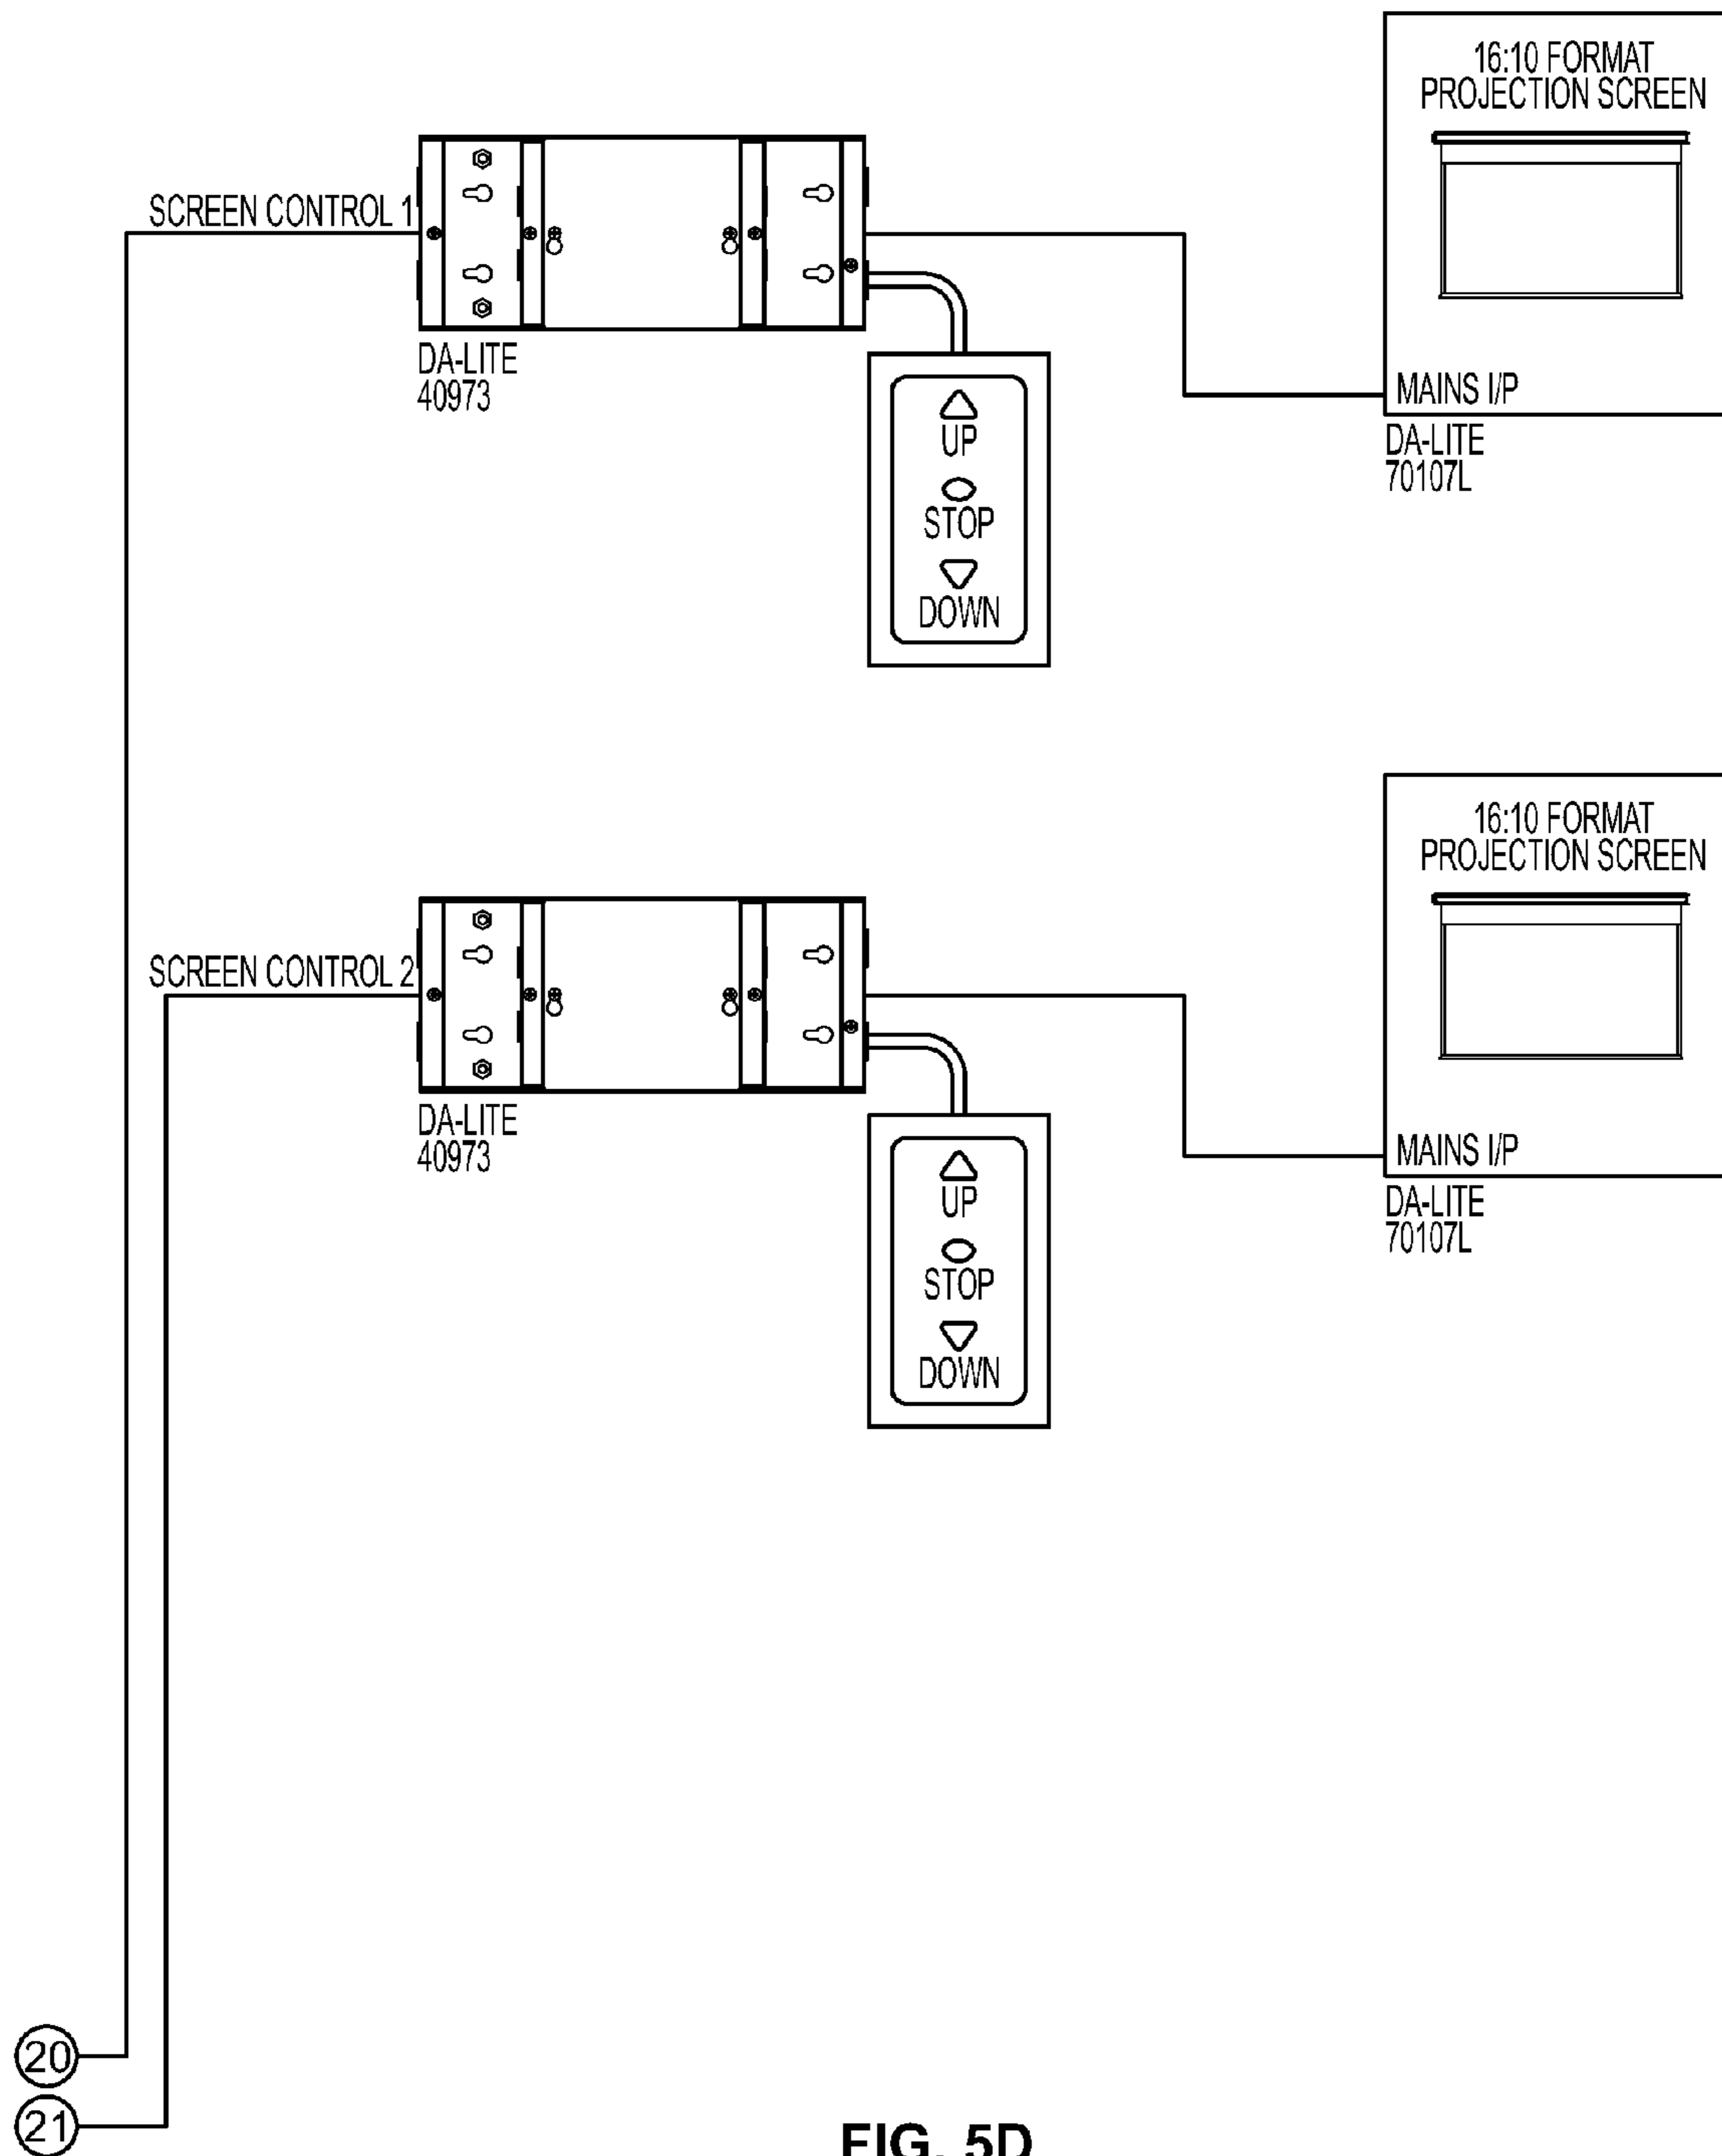 16:10 FORMAT
PROJECTION SCREEN
SCREEN CONTROL 1
DA-LITE
40973
MAINS I/P
DA-LITE
70107L
UP
STOP
DOWN
16:10 FORMAT
PROJECTION SCREEN
SCREEN CONTROL 2
DA-LITE
40973
MAINS I/P
DA-LITE
70107L
UP
STOP
DOWN
20
21
FIG. 5D